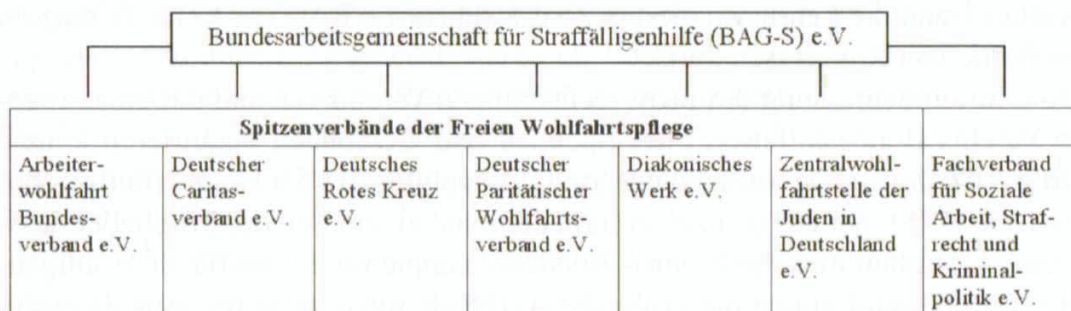 Bundesarbeitsgemeinschaft für Straffälligenhilfe (BAG-S) e.V.
Spitzenverbände der Freien Wohlfahrtspflege
Arbeiter-
wohlfahrt
Bundes-
verband e.V.
Deutscher
Caritas-
verband e.V.
Deutsches
Rotes Kreuz
e.V.
Deutscher
Paritätischer
Wohlfahrts-
verband e.V.
Diakonisches
Werk e.V.
Zentralwohl-
fahrtstelle der
Juden in
Deutschland
e.V.
Fachverband
für Soziale
Arbeit, Straf-
recht und
Kriminal-
politik e.V.